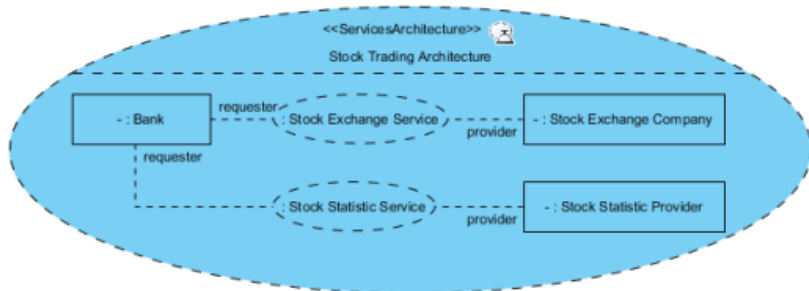 <<ServicesArchitecture>>
Stock Trading Architecture
- : Bank
requester
: Stock Exchange Service
provider
- : Stock Exchange Company
requester
: Stock Statistic Service
provider
- : Stock Statistic Provider